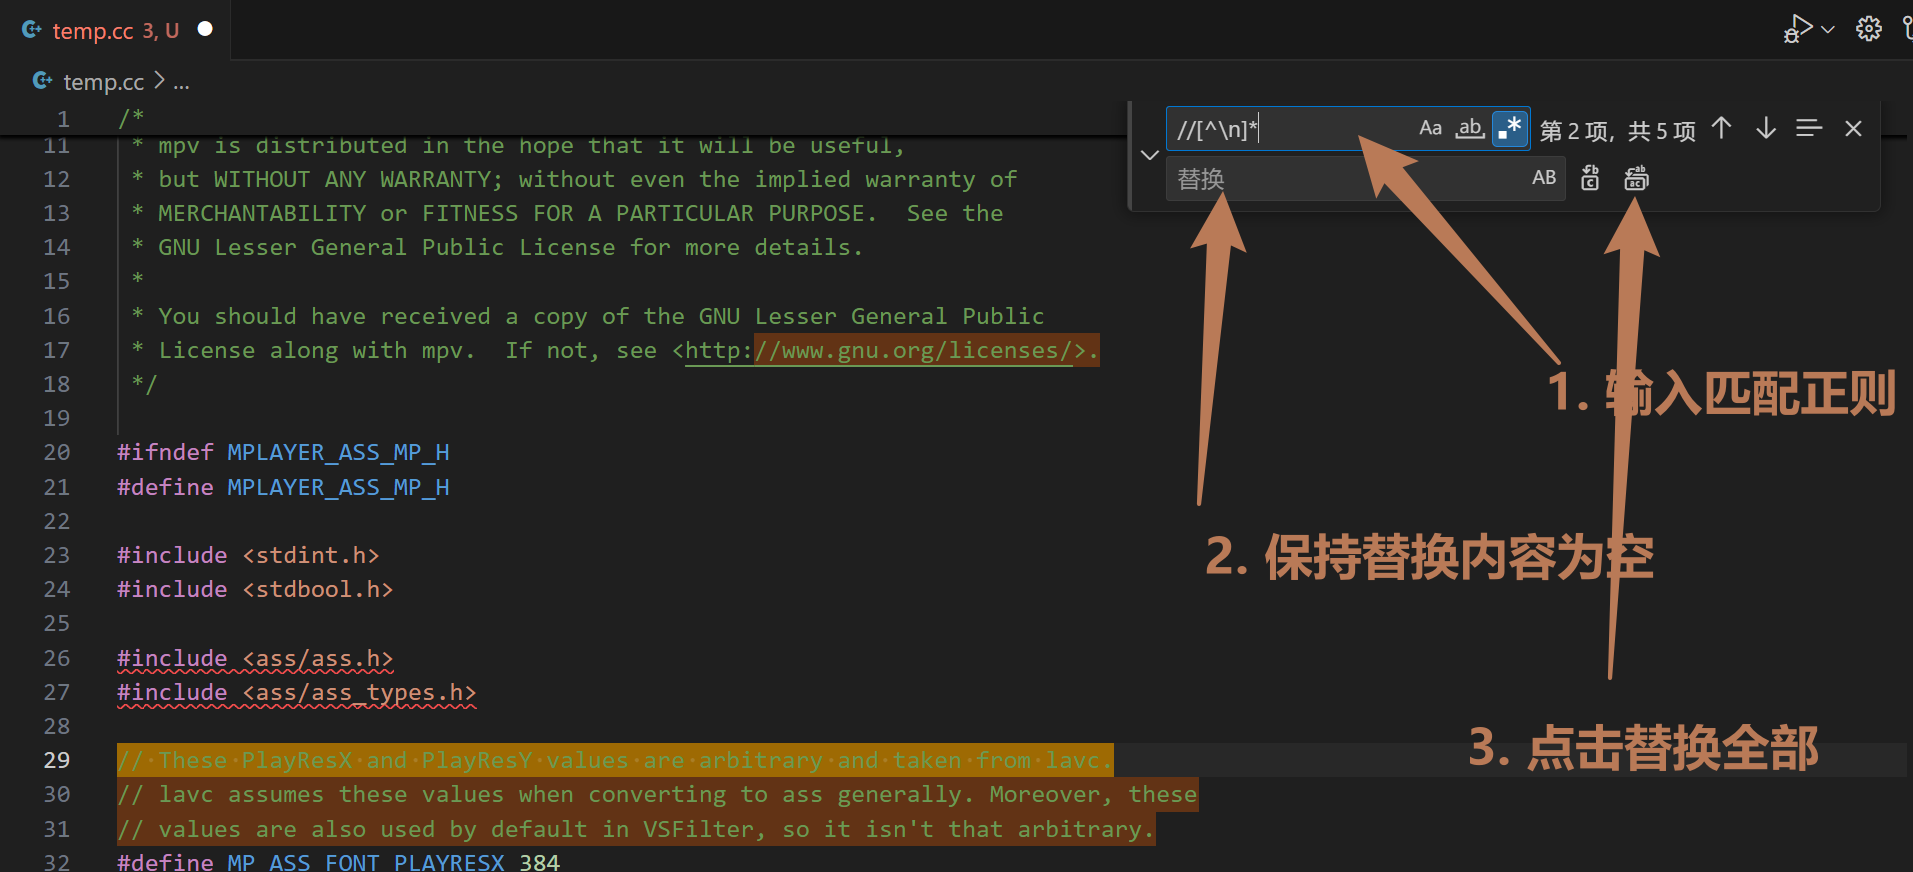 temp.cc 3, U
temp.cc > ...
1 /*
11 * mpv is distributed in the hope that it will be useful,
12 * but WITHOUT ANY WARRANTY; without even the implied warranty of
13 * MERCHANTABILITY or FITNESS FOR A PARTICULAR PURPOSE.  See the
14 * GNU Lesser General Public License for more details.
15 *
16 * You should have received a copy of the GNU Lesser General Public
17 * License along with mpv.  If not, see <http://www.gnu.org/licenses/>.
18 */
19
20 #ifndef MPLAYER_ASS_MP_H
21 #define MPLAYER_ASS_MP_H
22
23 #include <stdint.h>
24 #include <stdbool.h>
25
26 #include <ass/ass.h>
27 #include <ass/ass_types.h>
28
29 // These PlayResX and PlayResY values are arbitrary and taken from lavc.
30 // lavc assumes these values when converting to ass generally. Moreover, these
31 // values are also used by default in VSFilter, so it isn't that arbitrary.
32 #define MP_ASS_FONT_PLAYRESX 384
//[^\n]* Aa ab .* 第 2 项，共 5 项
替换 AB
1. 输入匹配正则
2. 保持替换内容为空
3. 点击替换全部